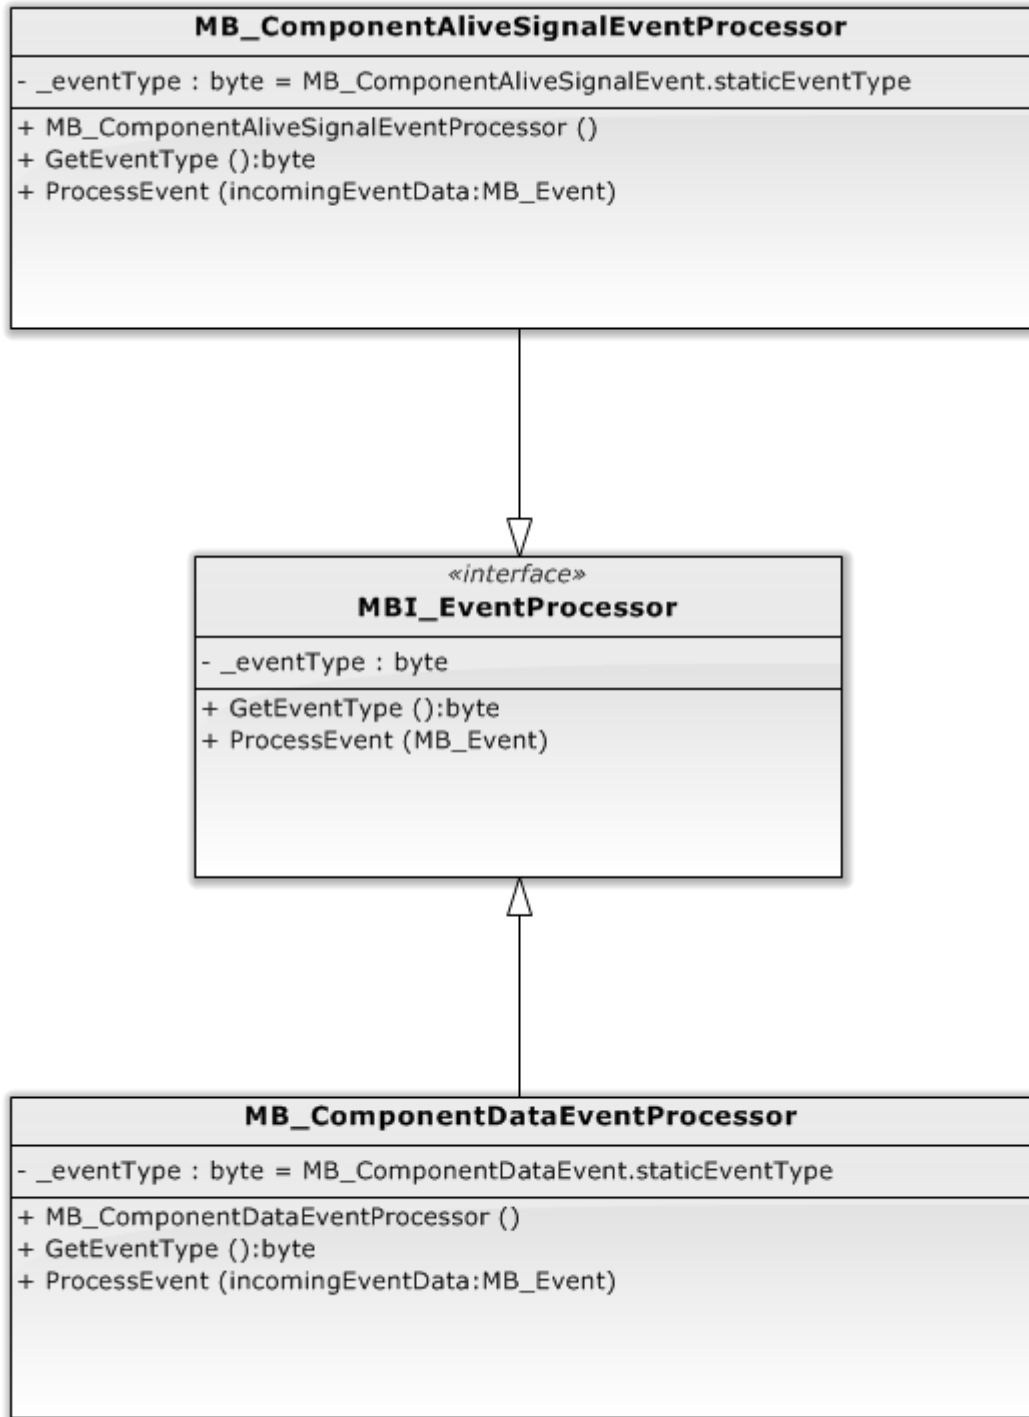 MB_ComponentAliveSignalEventProcessor
- _eventType : byte = MB_ComponentAliveSignalEvent.staticEventType
+ MB_ComponentAliveSignalEventProcessor ()
+ GetEventType ():byte
+ ProcessEvent (incomingEventData:MB_Event)
«interface»
MBI_EventProcessor
- _eventType : byte
+ GetEventType ():byte
+ ProcessEvent (MB_Event)
MB_ComponentDataEventProcessor
- _eventType : byte = MB_ComponentDataEvent.staticEventType
+ MB_ComponentDataEventProcessor ()
+ GetEventType ():byte
+ ProcessEvent (incomingEventData:MB_Event)